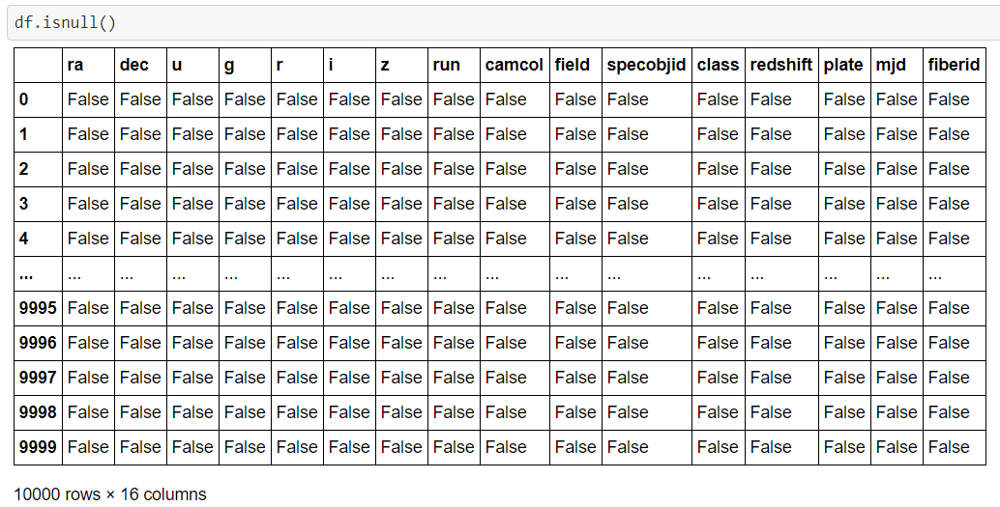 df.isnull()
ra dec u g r i z run camcol field specobjid class redshift plate mjd fiberid
0 False False False False False False False False False False False False False False False False
1 False False False False False False False False False False False False False False False False
2 False False False False False False False False False False False False False False False False
3 False False False False False False False False False False False False False False False False
4 False False False False False False False False False False False False False False False False
... ... ... ... ... ... ... ... ... ... ... ... ... ... ... ... ...
9995 False False False False False False False False False False False False False False False False
9996 False False False False False False False False False False False False False False False False
9997 False False False False False False False False False False False False False False False False
9998 False False False False False False False False False False False False False False False False
9999 False False False False False False False False False False False False False False False False
10000 rows × 16 columns